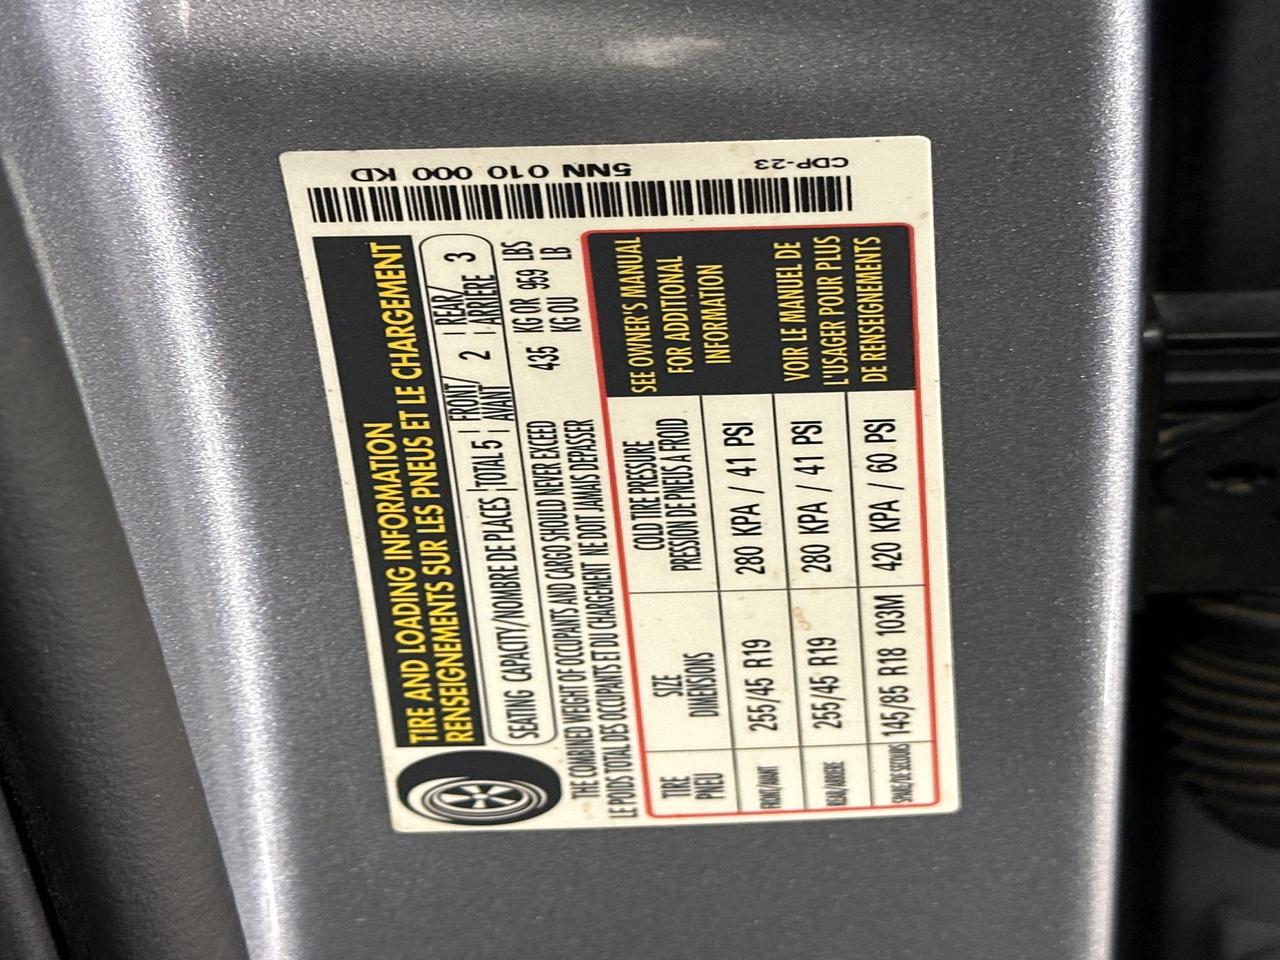 TIRE AND LOADING INFORMATION
RENSEIGNEMENTS SUR LES PNEUS ET LE CHARGEMENT
SEATING CAPACITY/NOMBRE DE PLACES TOTAL 5 FRONT/AVANT 2 REAR/ARRIÈRE 3
THE COMBINED WEIGHT OF OCCUPANTS AND CARGO SHOULD NEVER EXCEED 435 KG OR 959 LBS
LE POIDS TOTAL DES OCCUPANTS ET DU CHARGEMENT NE DOIT JAMAIS DÉPASSER KG OU LB
TIRE PNEU SIZE DIMENSIONS COLD TIRE PRESSURE PRESSION DE PNEUS A FROID
FRONT/AVANT 255/45 R19 280 KPA / 41 PSI
REAR/ARRIÈRE 255/45 R19 280 KPA / 41 PSI
SPARE/DE SECOURS 145/85 R18 103M 420 KPA / 60 PSI
SEE OWNER'S MANUAL
FOR ADDITIONAL
INFORMATION
VOIR LE MANUEL DE
L'USAGER POUR PLUS
DE RENSEIGNEMENTS
5NN 010 000 KD
CDP-23